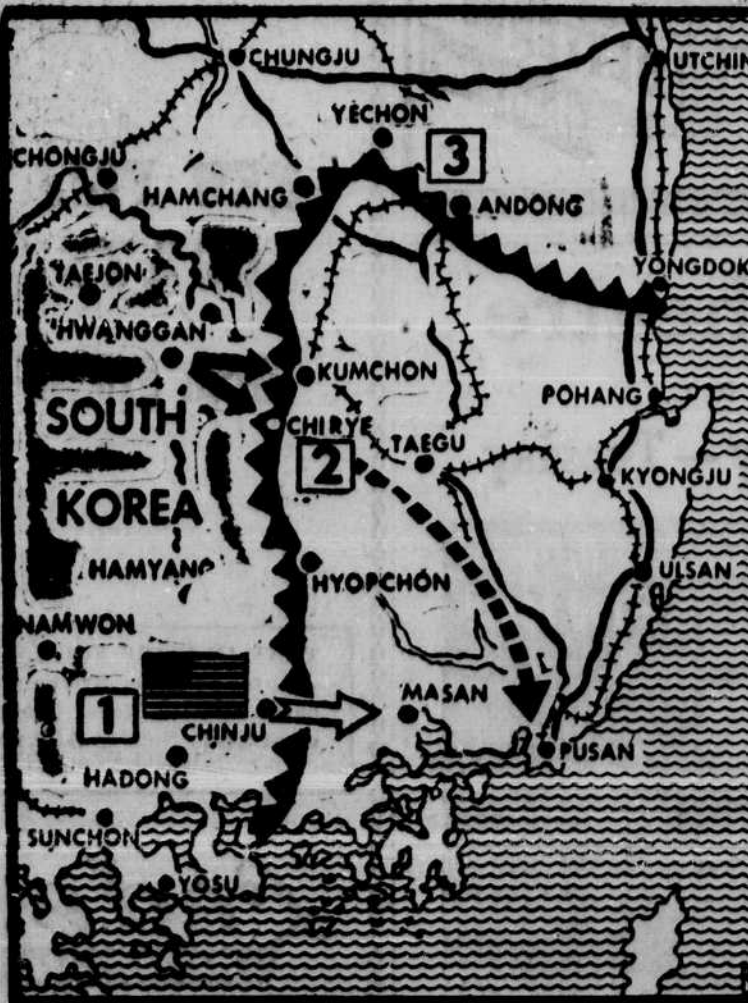 CHUNGJU
UTCHIN
YECHON
3
CHONGJU
HAMCHANG
ANDONG
TAEJON
YONGDOK
HWANGGAN
KUMCHON
POHANG
SOUTH
CHIRYE
TAEGU
2
KYONGJU
KOREA
HAMYANG
HYOPCHON
ULSAN
NAMWON
1
MASAN
CHINJU
PUSAN
HADONG
SUNCHON
YOSU